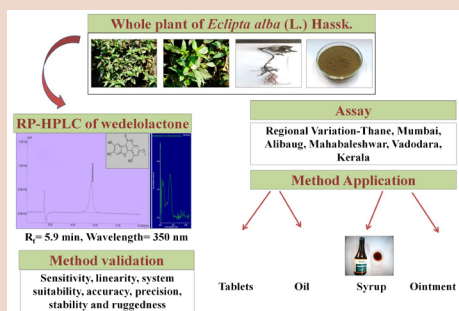 Whole plant of Eclipta alba (L.) Hassk.
RP-HPLC of wedelolactone
Rt= 5.9 min, Wavelength= 350 nm
Method validation
Sensitivity, linearity, system
suitability, accuracy, precision,
stability and ruggedness
Assay
Regional Variation-Thane, Mumbai,
Alibaug, Mahabaleshwar, Vadodara,
Kerala
Method Application
Tablets
Oil
Syrup
Ointment